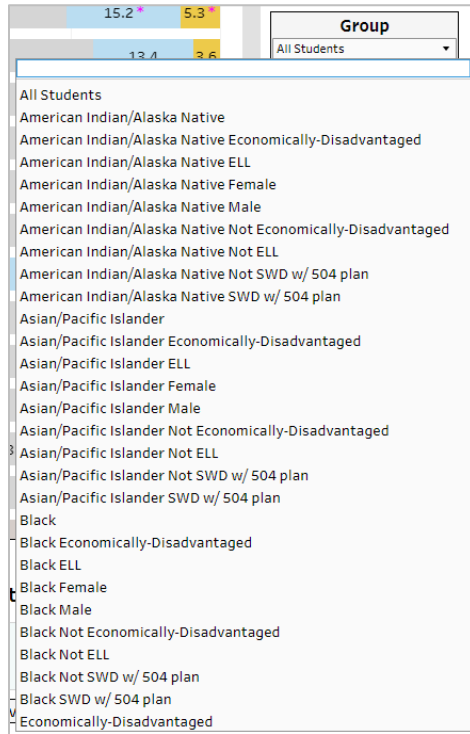 15.2 * 5.3 *
Group
All Students
13.4 3.6
All Students
American Indian/Alaska Native
American Indian/Alaska Native Economically-Disadvantaged
American Indian/Alaska Native ELL
American Indian/Alaska Native Female
American Indian/Alaska Native Male
American Indian/Alaska Native Not Economically-Disadvantaged
American Indian/Alaska Native Not ELL
American Indian/Alaska Native Not SWD w/ 504 plan
American Indian/Alaska Native SWD w/ 504 plan
Asian/Pacific Islander
Asian/Pacific Islander Economically-Disadvantaged
Asian/Pacific Islander ELL
Asian/Pacific Islander Female
Asian/Pacific Islander Male
Asian/Pacific Islander Not Economically-Disadvantaged
Asian/Pacific Islander Not ELL
Asian/Pacific Islander Not SWD w/ 504 plan
Asian/Pacific Islander SWD w/ 504 plan
Black
Black Economically-Disadvantaged
Black ELL
Black Female
Black Male
Black Not Economically-Disadvantaged
Black Not ELL
Black Not SWD w/ 504 plan
Black SWD w/ 504 plan
Economically-Disadvantaged